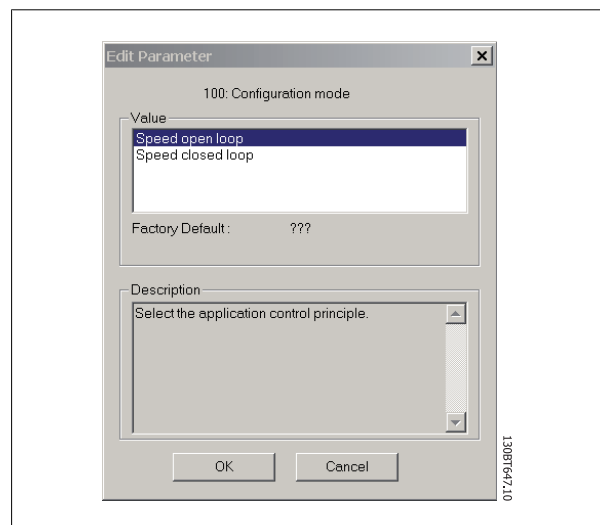 Edit Parameter
100: Configuration mode
Value
Speed open loop
Speed closed loop
Factory Default : ???
Description
Select the application control principle.
OK Cancel
130BT647.10